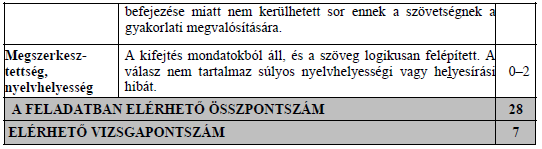 befejezése miatt nem kerülhetett sor ennek a szövetségnek a
gyakorlati megvalósítására.
Megszerkesz-
tettség,
nyelvhelyesség
A kifejtés mondatokból áll, és a szöveg logikusan felépített. A
válasz nem tartalmaz súlyos nyelvhelyességi vagy helyesírási
hibát.
0–2
A FELADATBAN ELÉRHETŐ ÖSSZPONTSZÁM 28
ELÉRHETŐ VIZSGAPONTSZÁM 7